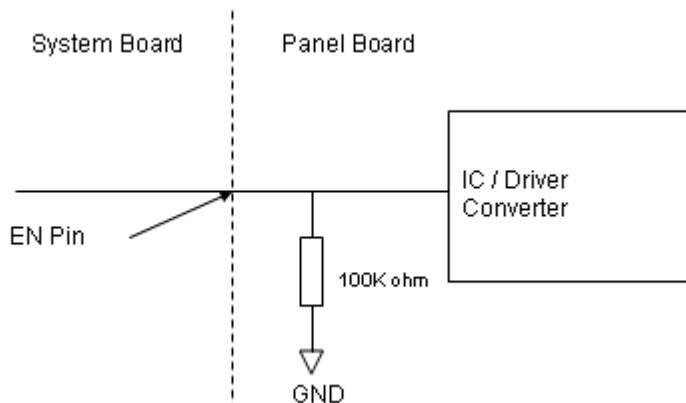 System Board
Panel Board
IC / Driver
Converter
EN Pin
100K ohm
GND